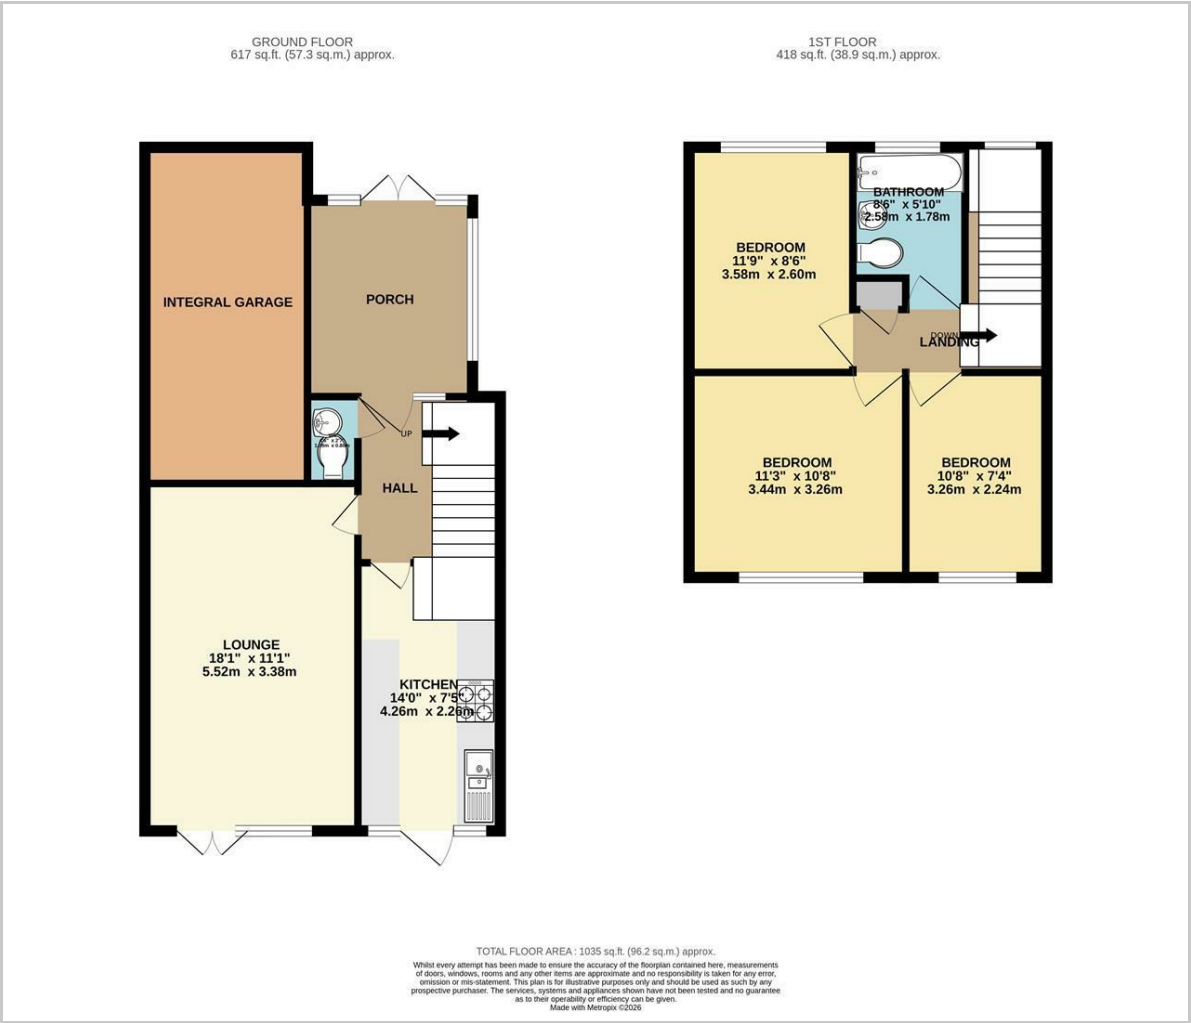 GROUND FLOOR
617 sq.ft. (57.3 sq.m.) approx.
1ST FLOOR
418 sq.ft. (38.9 sq.m.) approx.
INTEGRAL GARAGE
PORCH
UP
HALL
LOUNGE
18'1" x 11'1"
5.52m x 3.38m
KITCHEN
14'0" x 7'5"
4.26m x 2.26m
BEDROOM
11'9" x 8'6"
3.58m x 2.60m
BATHROOM
8'6" x 5'10"
2.58m x 1.78m
DOWN
LANDING
BEDROOM
11'3" x 10'8"
3.44m x 3.26m
BEDROOM
10'8" x 7'4"
3.26m x 2.24m
TOTAL FLOOR AREA : 1035 sq.ft. (96.2 sq.m.) approx.
Whilst every attempt has been made to ensure the accuracy of the floorplan contained here, measurements
of doors, windows, rooms and any other items are approximate and no responsibility is taken for any error,
omission or mis-statement. This plan is for illustrative purposes only and should be used as such by any
prospective purchaser. The services, systems and appliances shown have not been tested and no guarantee
as to their operability or efficiency can be given.
Made with Metropix ©2026